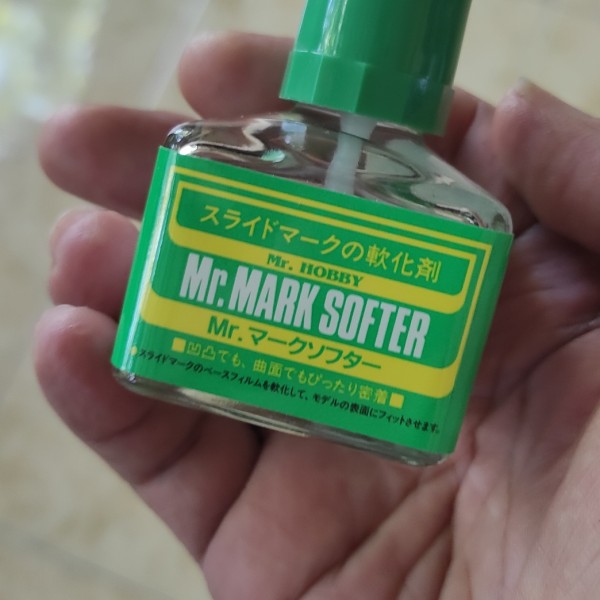 スライドマークの軟化剤
Mr. HOBBY
Mr. MARK SOFTER
Mr.マークソフター
■凹凸でも、曲面でもぴったり密着■
●スライドマークのベースフィルムを軟化して、モデルの表面にフィットさせます。